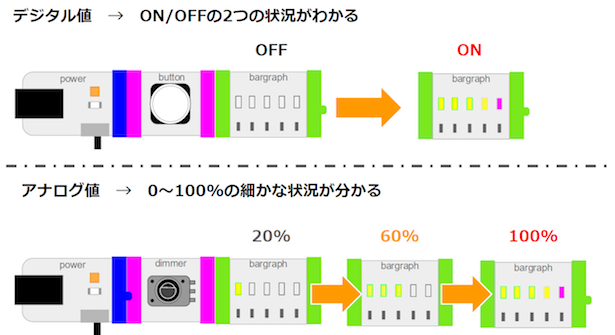 デジタル値 → ON/OFFの2つの状況がわかる
OFF ON
power button bargraph bargraph
アナログ値 → 0～100%の細かな状況が分かる
20% 60% 100%
power dimmer bargraph bargraph bargraph